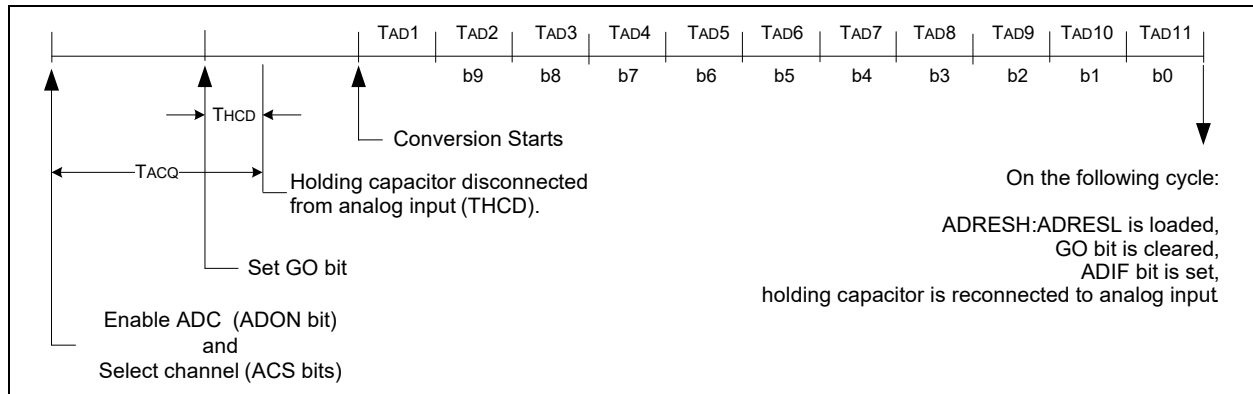 TAD1 TAD2 TAD3 TAD4 TAD5 TAD6 TAD7 TAD8 TAD9 TAD10 TAD11
b9 b8 b7 b6 b5 b4 b3 b2 b1 b0
THCD
Conversion Starts
TACQ
Holding capacitor disconnected
from analog input (THCD).
Set GO bit
Enable ADC (ADON bit)
and
Select channel (ACS bits)
On the following cycle:
ADRESH:ADRESL is loaded,
GO bit is cleared,
ADIF bit is set,
holding capacitor is reconnected to analog input